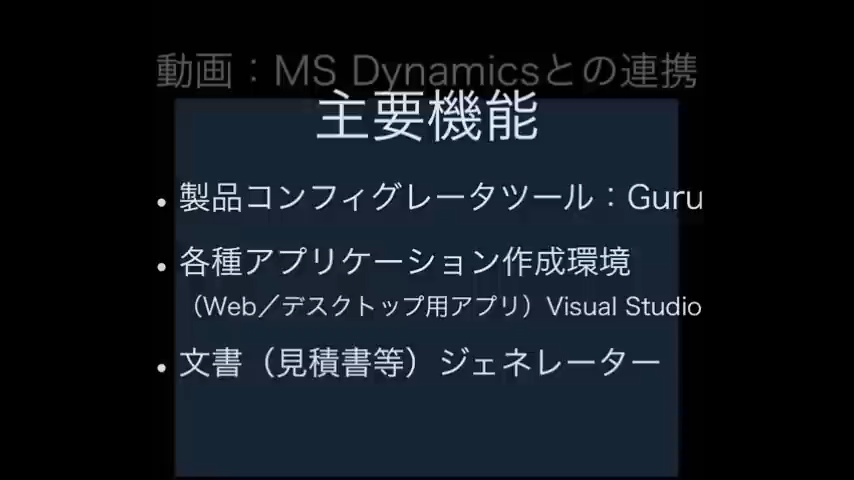 動画：MS Dynamicsとの連携
主要機能
• 製品コンフィグレータツール：Guru
• 各種アプリケーション作成環境
（Web／デスクトップ用アプリ）Visual Studio
• 文書（見積書等）ジェネレーター